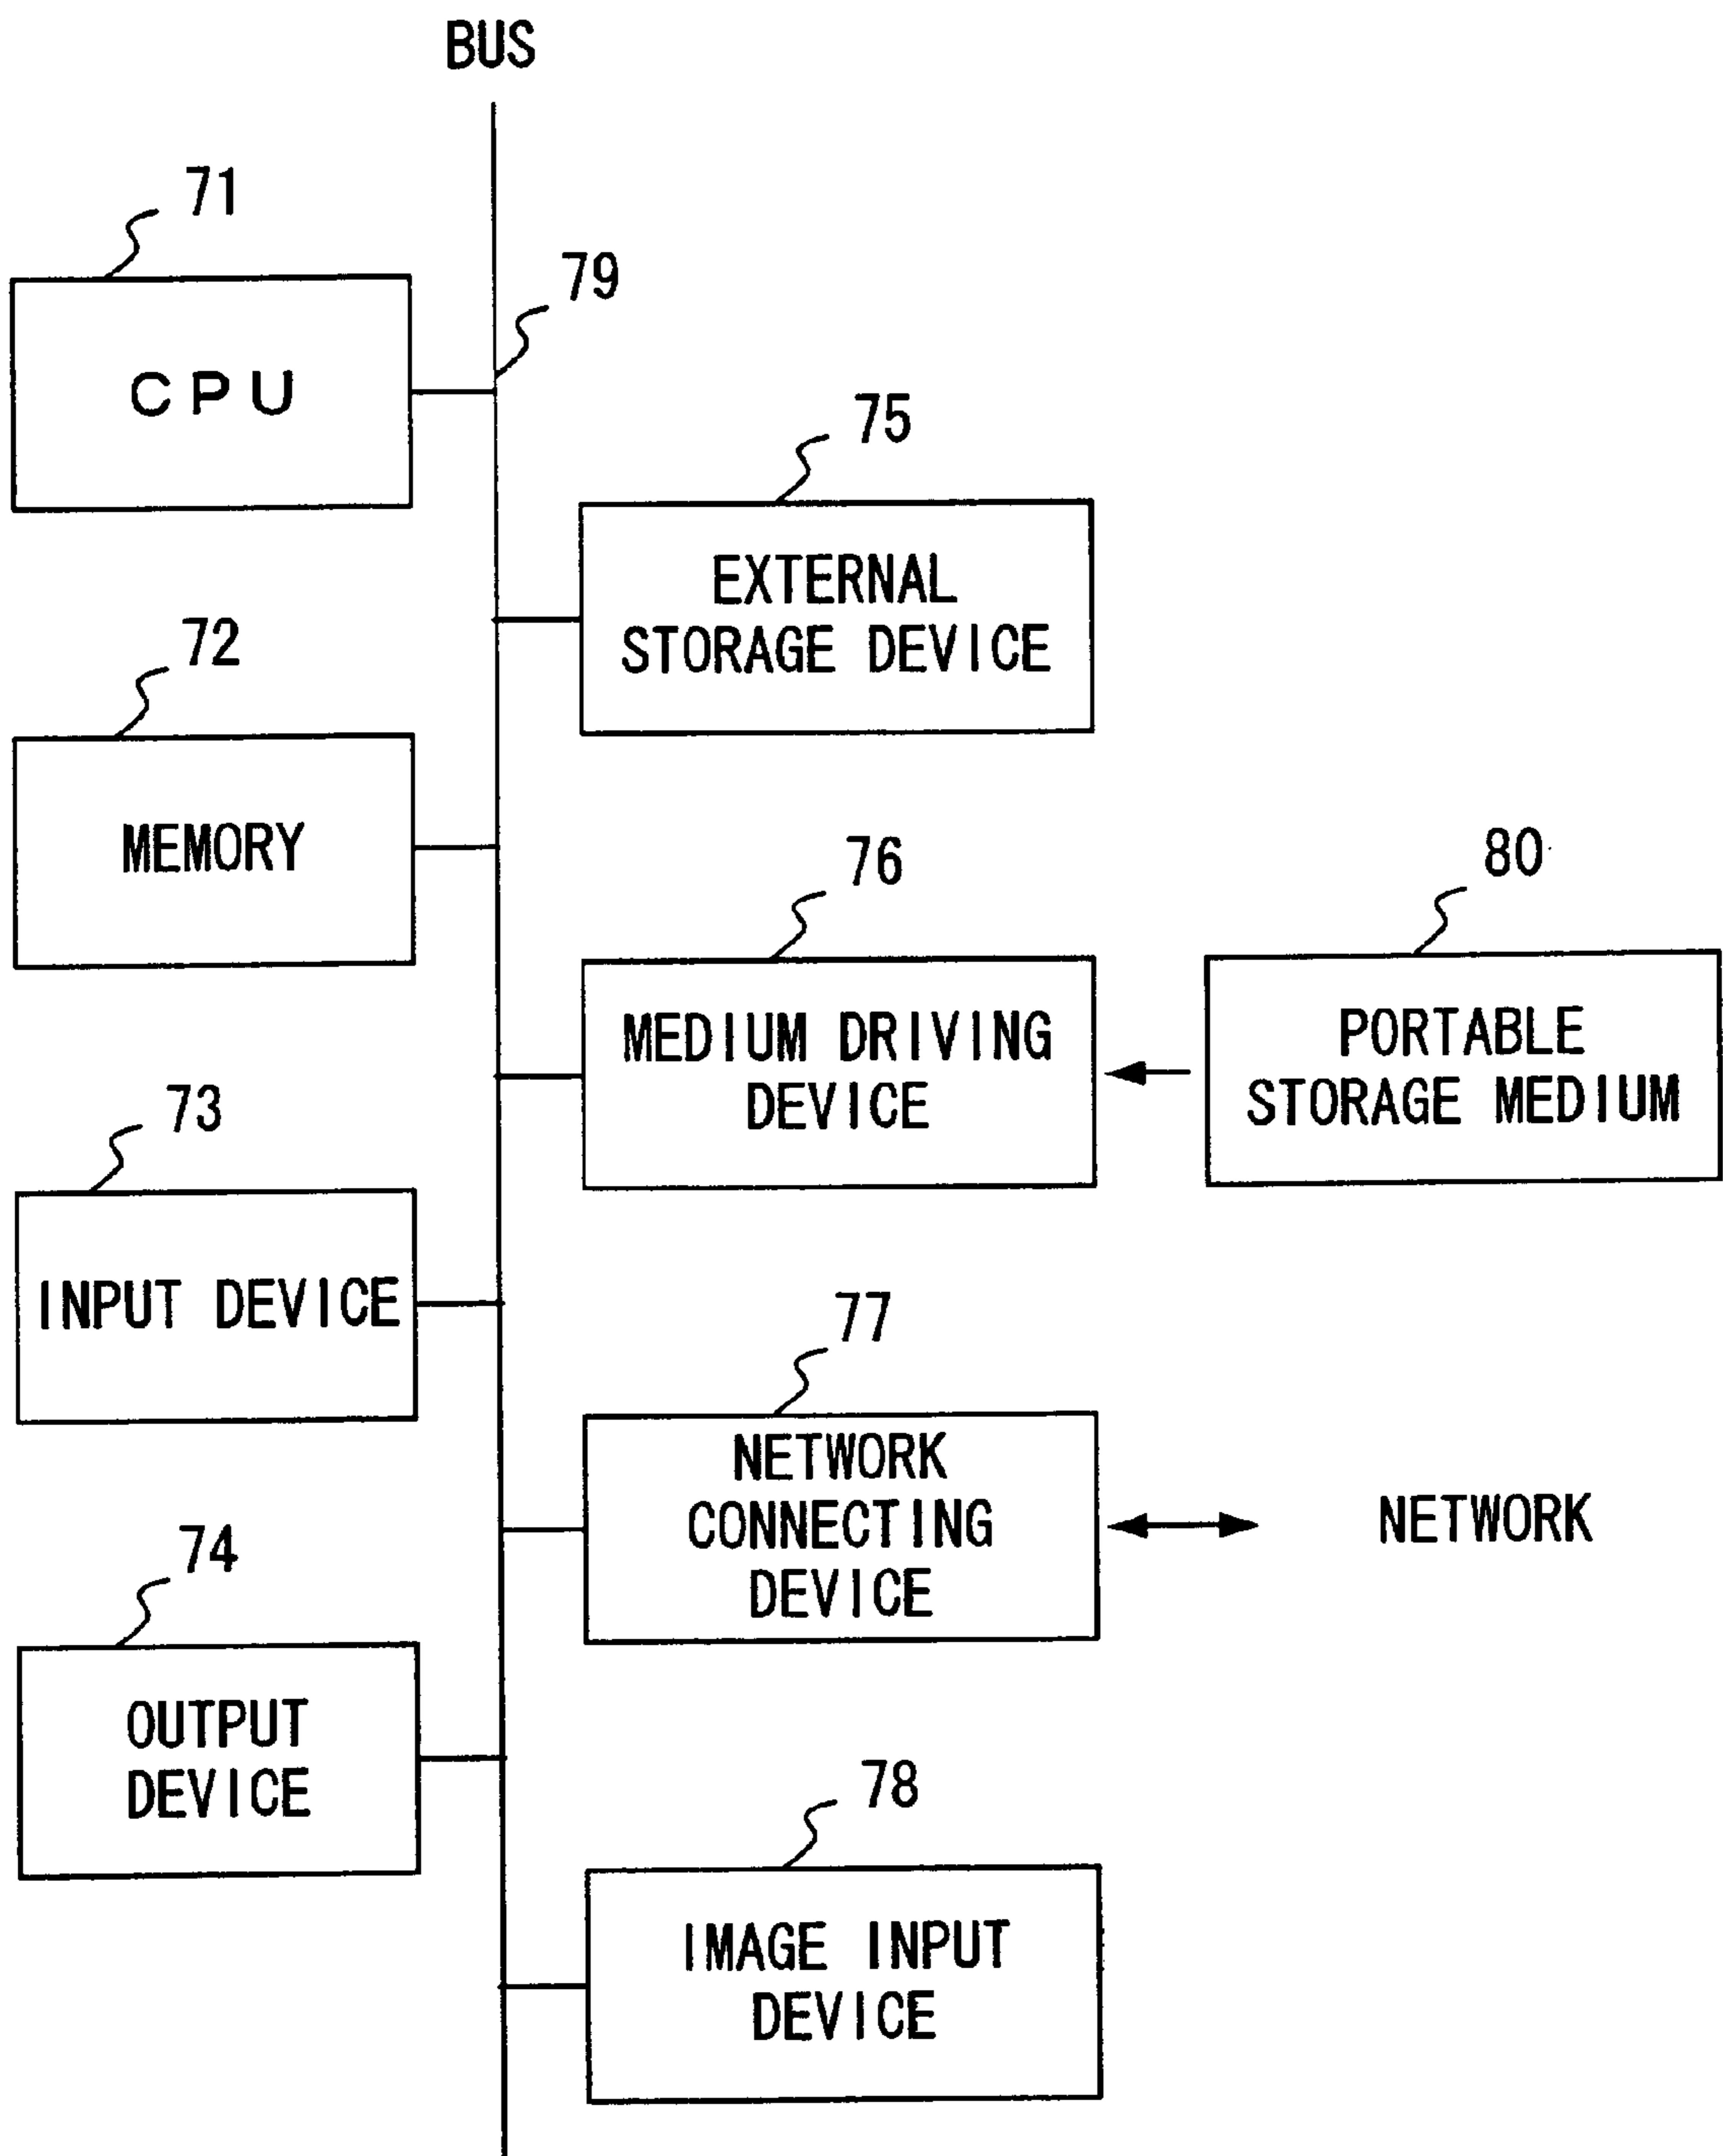 BUS
71
CPU
79
75
EXTERNAL
STORAGE DEVICE
72
MEMORY
76
MEDIUM DRIVING
DEVICE
80
PORTABLE
STORAGE MEDIUM
73
INPUT DEVICE
77
NETWORK
CONNECTING
DEVICE
NETWORK
74
OUTPUT
DEVICE
78
IMAGE INPUT
DEVICE